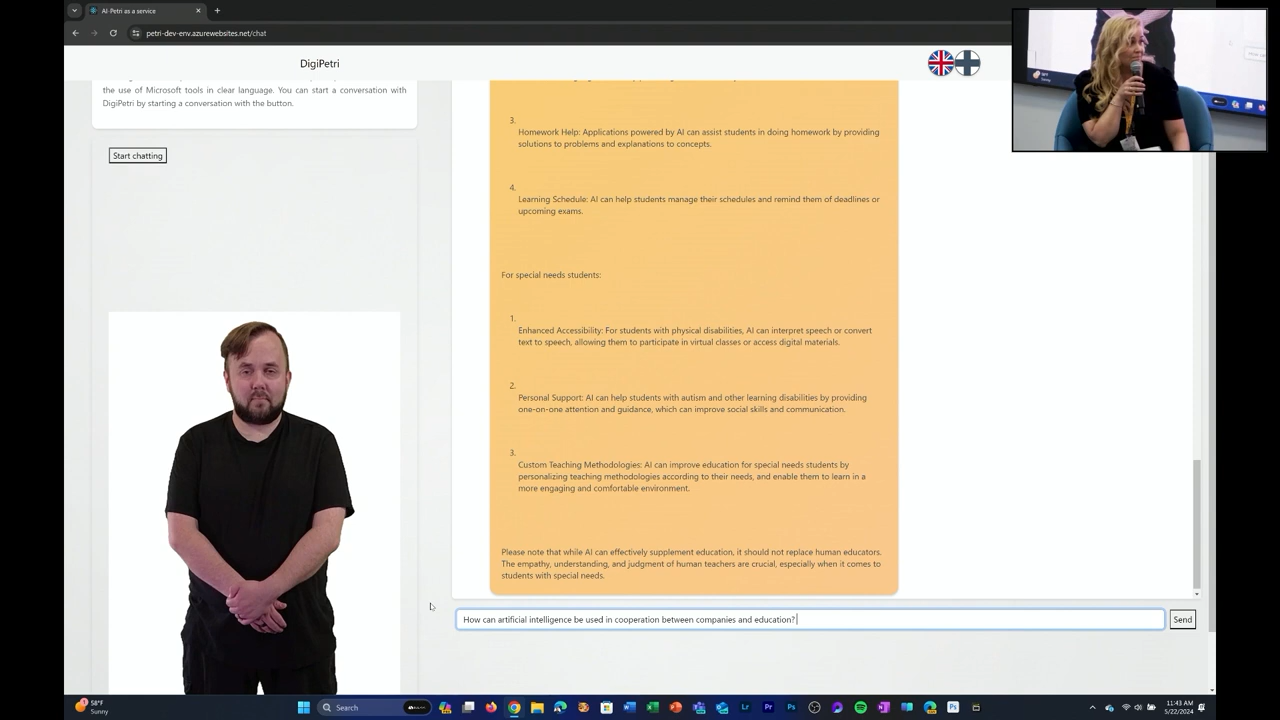 AI-Petri as a service
petri-dev-env.azurewebsites.net/chat
DigiPetri
the use of Microsoft tools in clear language. You can start a conversation with
DigiPetri by starting a conversation with the button.
Start chatting
3.
Homework Help: Applications powered by AI can assist students in doing homework by providing
solutions to problems and explanations to concepts.
4.
Learning Schedule: AI can help students manage their schedules and remind them of deadlines or
upcoming exams.
For special needs students:
1.
Enhanced Accessibility: For students with physical disabilities, AI can interpret speech or convert
text to speech, allowing them to participate in virtual classes or access digital materials.
2.
Personal Support: AI can help students with autism and other learning disabilities by providing
one-on-one attention and guidance, which can improve social skills and communication.
3.
Custom Teaching Methodologies: AI can improve education for special needs students by
personalizing teaching methodologies according to their needs, and enable them to learn in a
more engaging and comfortable environment.
Please note that while AI can effectively supplement education, it should not replace human educators.
The empathy, understanding, and judgment of human teachers are crucial, especially when it comes to
students with special needs.
How can artificial intelligence be used in cooperation between companies and education?
Send
58°F
Sunny
Search
11:43 AM
5/22/2024